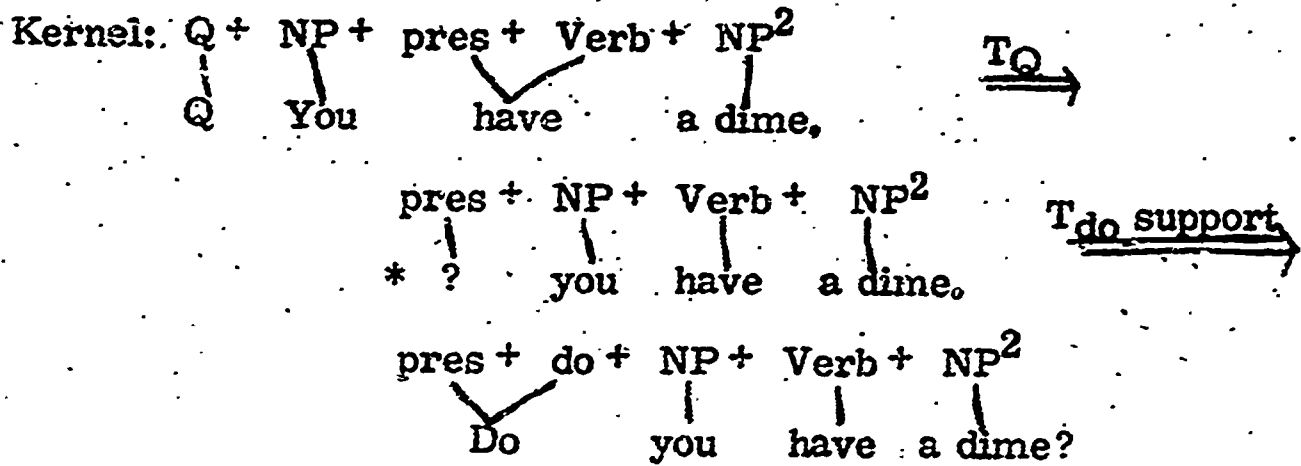 Kernel: Q + NP + pres + Verb + NP²
T_Q
Q You have a dime.
pres + NP + Verb + NP²
T_do support
* ? you have a dime.
pres + do + NP + Verb + NP²
Do you have a dime?